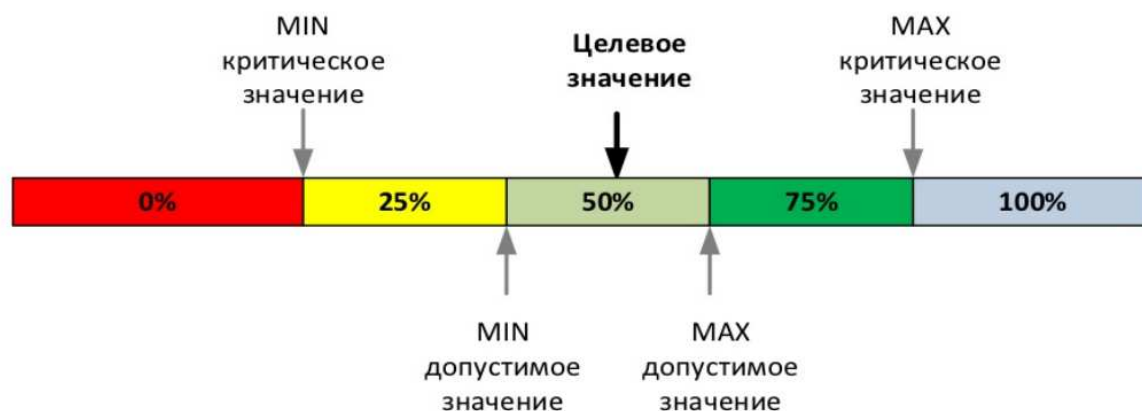 MIN
критическое
значение
Целевое
значение
MAX
критическое
значение
0%
25%
50%
75%
100%
MIN
допустимое
значение
MAX
допустимое
значение